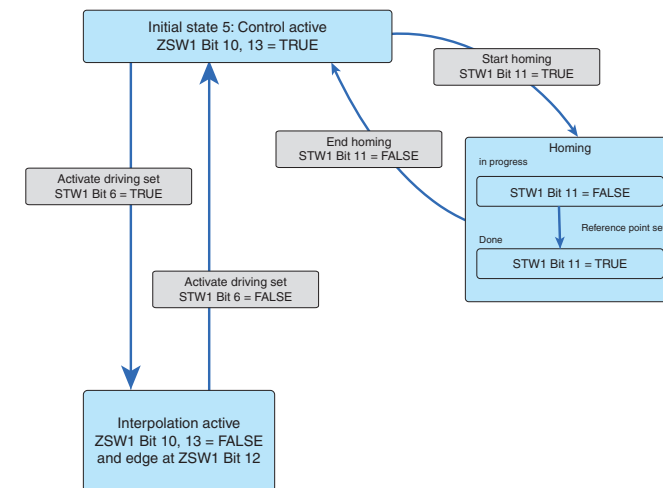 Initial state 5: Control active
ZSW1 Bit 10, 13 = TRUE
Start homing
STW1 Bit 11 = TRUE
End homing
STW1 Bit 11 = FALSE
Homing
in progress
STW1 Bit 11 = FALSE
Reference point se
Done
STW1 Bit 11 = TRUE
Activate driving set
STW1 Bit 6 = TRUE
Activate driving set
STW1 Bit 6 = FALSE
Interpolation active
ZSW1 Bit 10, 13 = FALSE
and edge at ZSW1 Bit 12